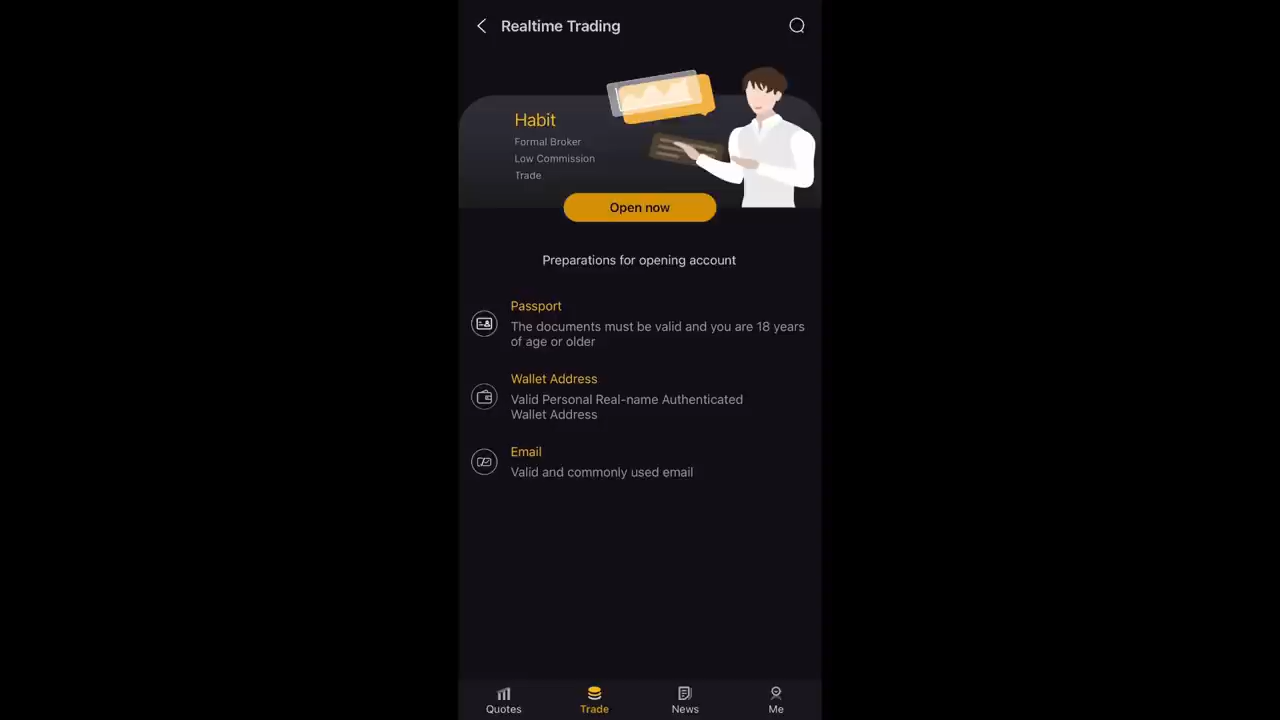 Realtime Trading
Habit
Formal Broker
Low Commission
Trade
Open now
Preparations for opening account
Passport
The documents must be valid and you are 18 years
of age or older
Wallet Address
Valid Personal Real-name Authenticated
Wallet Address
Email
Valid and commonly used email
Quotes
Trade
News
Me